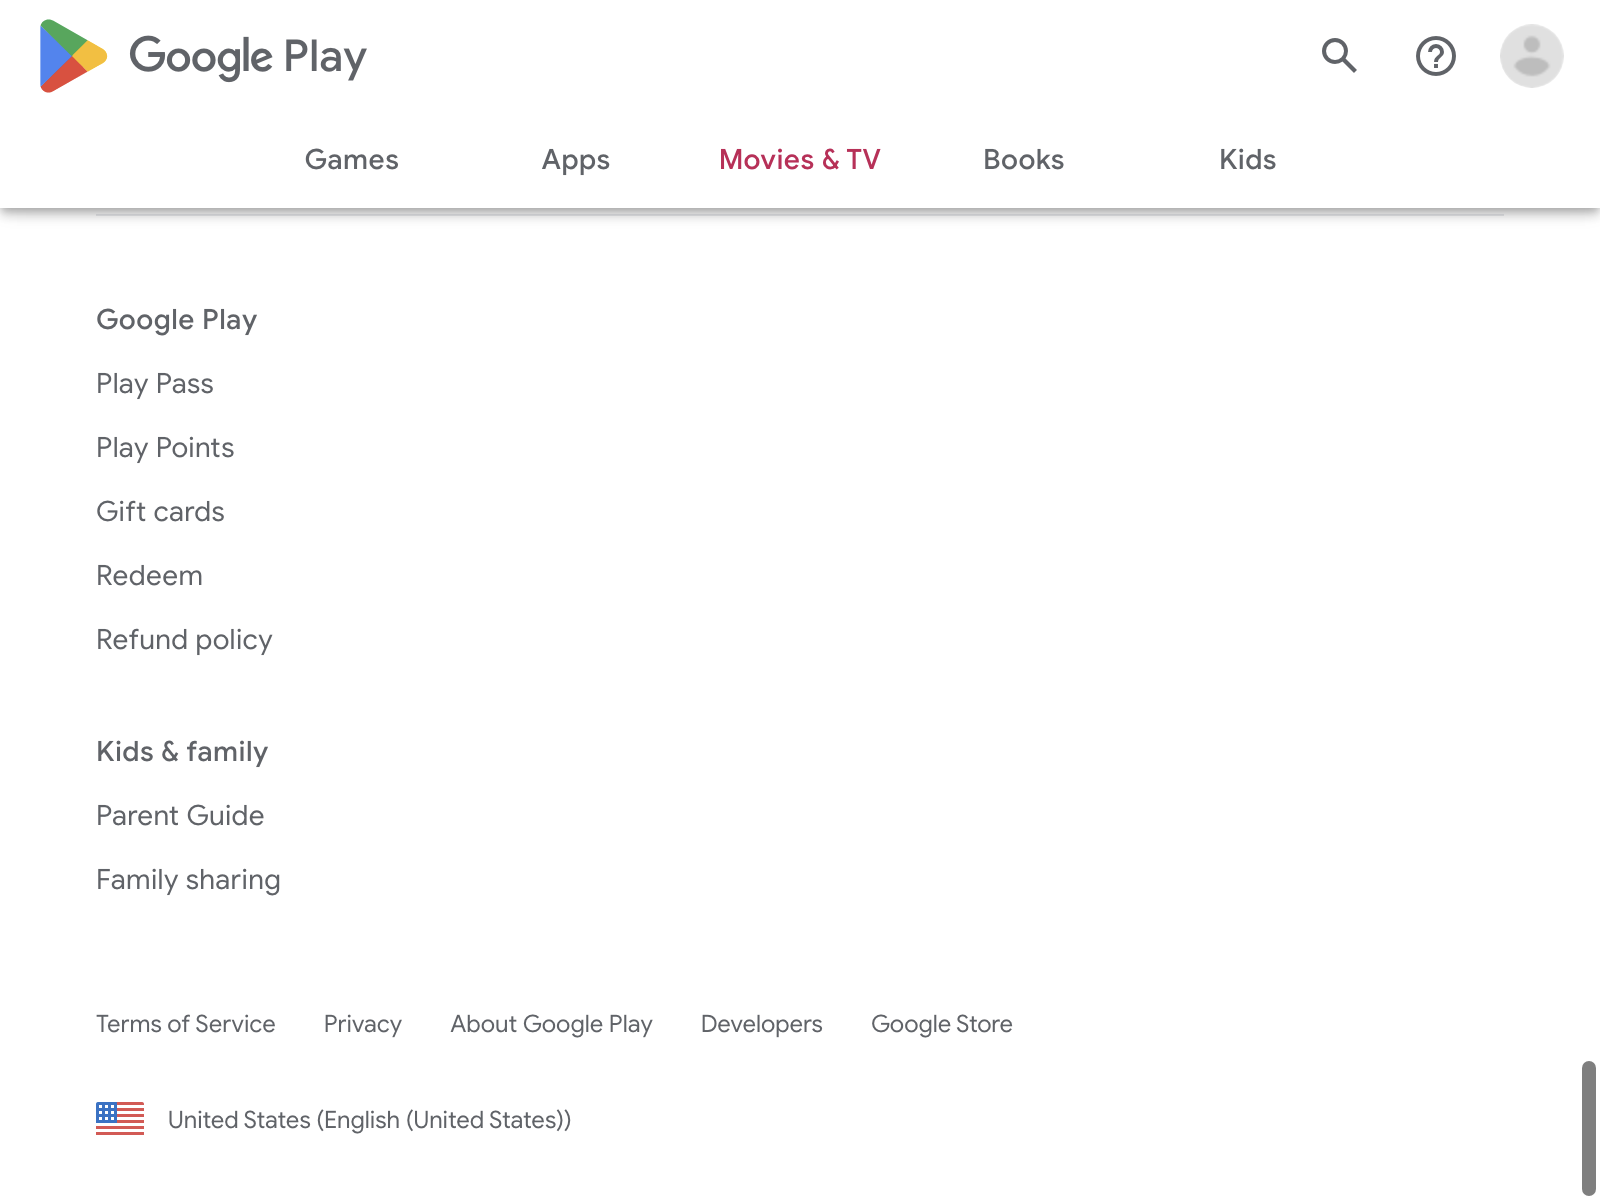 Google Play
Games Apps Movies & TV Books Kids
Google Play
Play Pass
Play Points
Gift cards
Redeem
Refund policy
Kids & family
Parent Guide
Family sharing
Terms of Service Privacy About Google Play Developers Google Store
United States (English (United States))